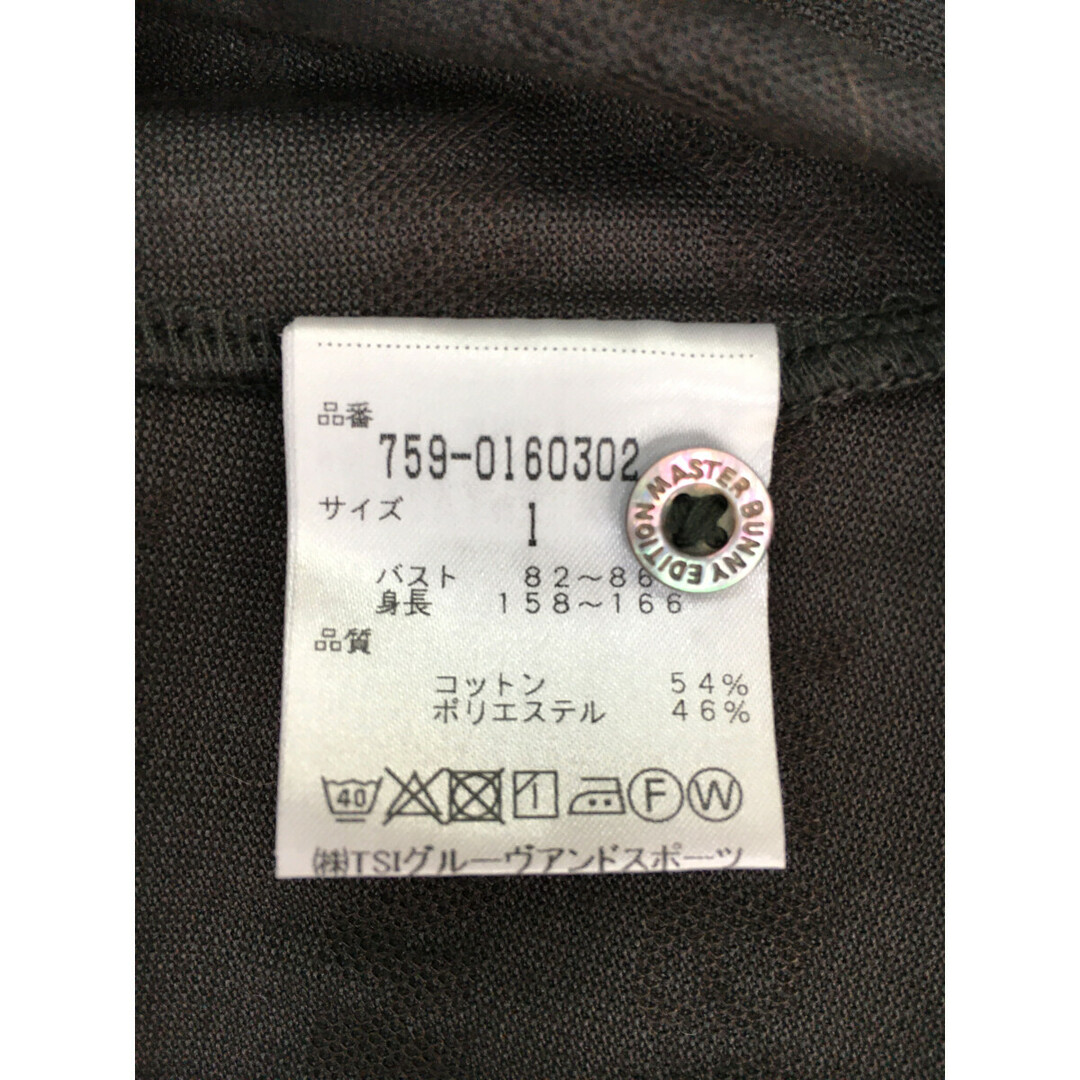 品番
759-0160302
サイズ 1
バスト 82～86
身長 158～166
品質
コットン 54%
ポリエステル 46%
40 1 F W
㈱TSIグルーヴアンドスポーツ
MASTER BUNNY EDITION